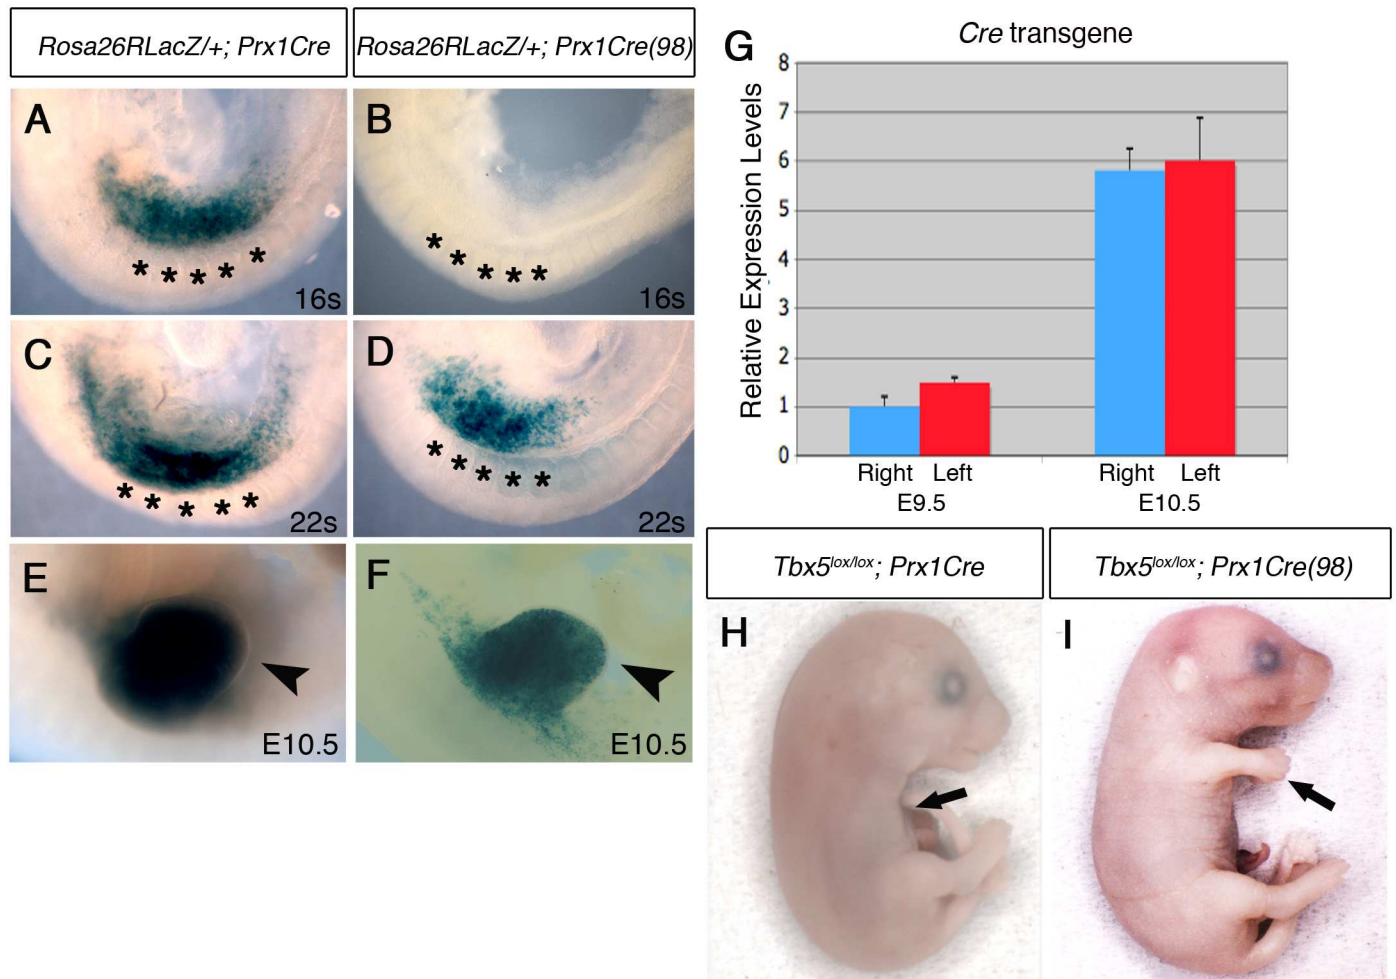 Rosa26RLacZ/+; Prx1Cre
Rosa26RLacZ/+; Prx1Cre(98)
A
*****
16s
B
*****
16s
C
*****
22s
D
*****
22s
E
E10.5
F
E10.5
G
Cre transgene
Relative Expression Levels
8
7
6
5
4
3
2
1
0
Right Left
E9.5
Right Left
E10.5
Tbx5lox/lox; Prx1Cre
Tbx5lox/lox; Prx1Cre(98)
H
I